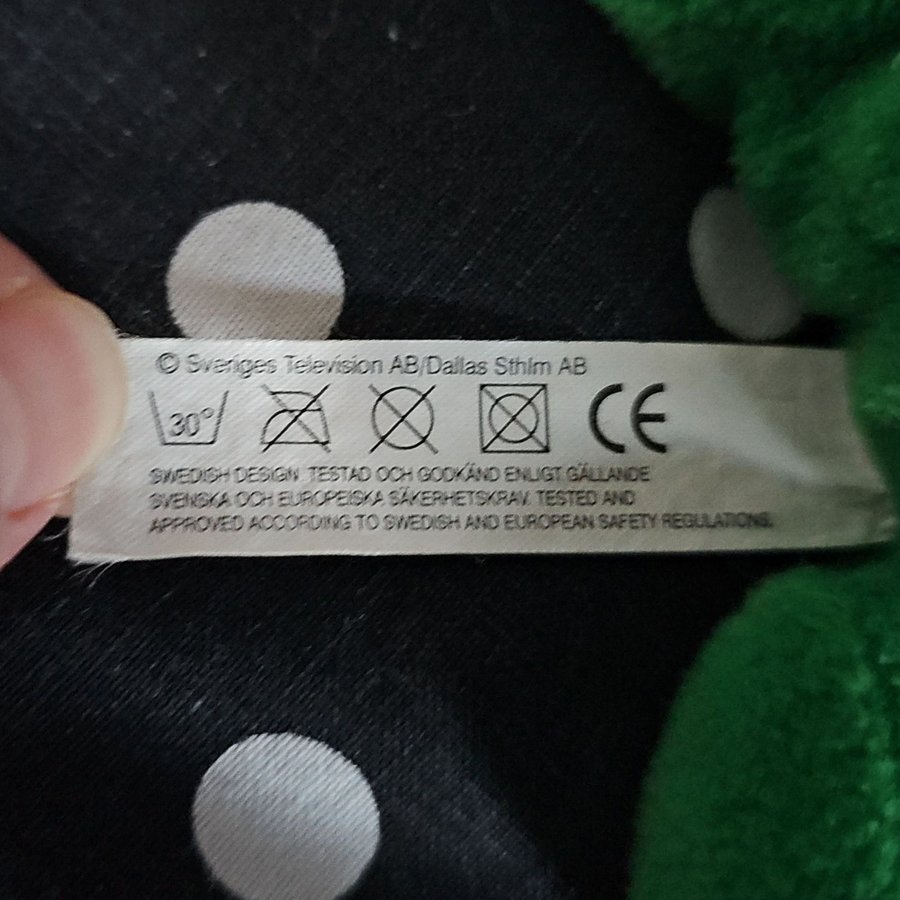 © Sveriges Television AB/Dallas Sthlm AB
30° CE
SWEDISH DESIGN. TESTAD OCH GODKÄND ENLIGT GÄLLANDE
SVENSKA OCH EUROPEISKA SÄKERHETSKRAV. TESTED AND
APPROVED ACCORDING TO SWEDISH AND EUROPEAN SAFETY REGULATIONS.